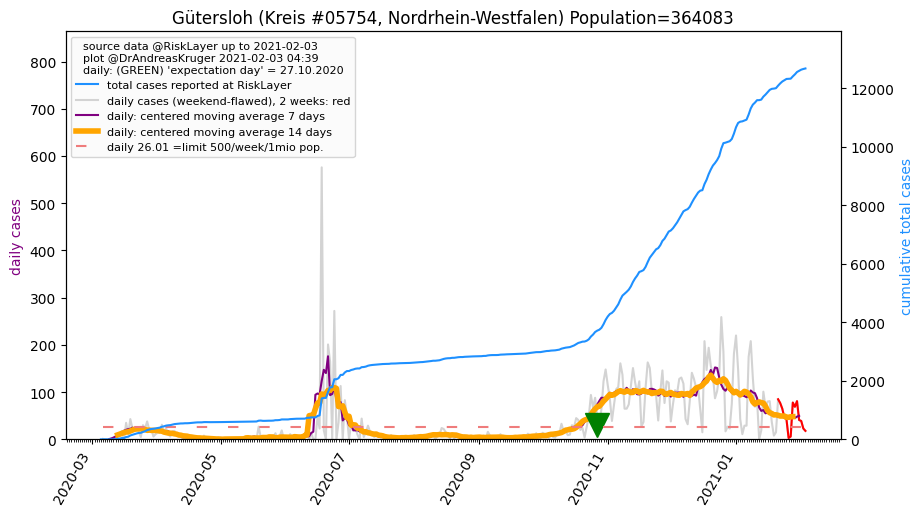 Gütersloh (Kreis #05754, Nordrhein-Westfalen) Population=364083
source data @RiskLayer up to 2021-02-03
plot @DrAndreasKruger 2021-02-03 04:39
daily: (GREEN) 'expectation day' = 27.10.2020
total cases reported at RiskLayer
daily cases (weekend-flawed), 2 weeks: red
daily: centered moving average 7 days
daily: centered moving average 14 days
daily 26.01 =limit 500/week/1mio pop.
daily cases
800
700
600
500
400
300
200
100
0
cumulative total cases
12000
10000
8000
6000
4000
2000
0
2020-03
2020-05
2020-07
2020-09
2020-11
2021-01